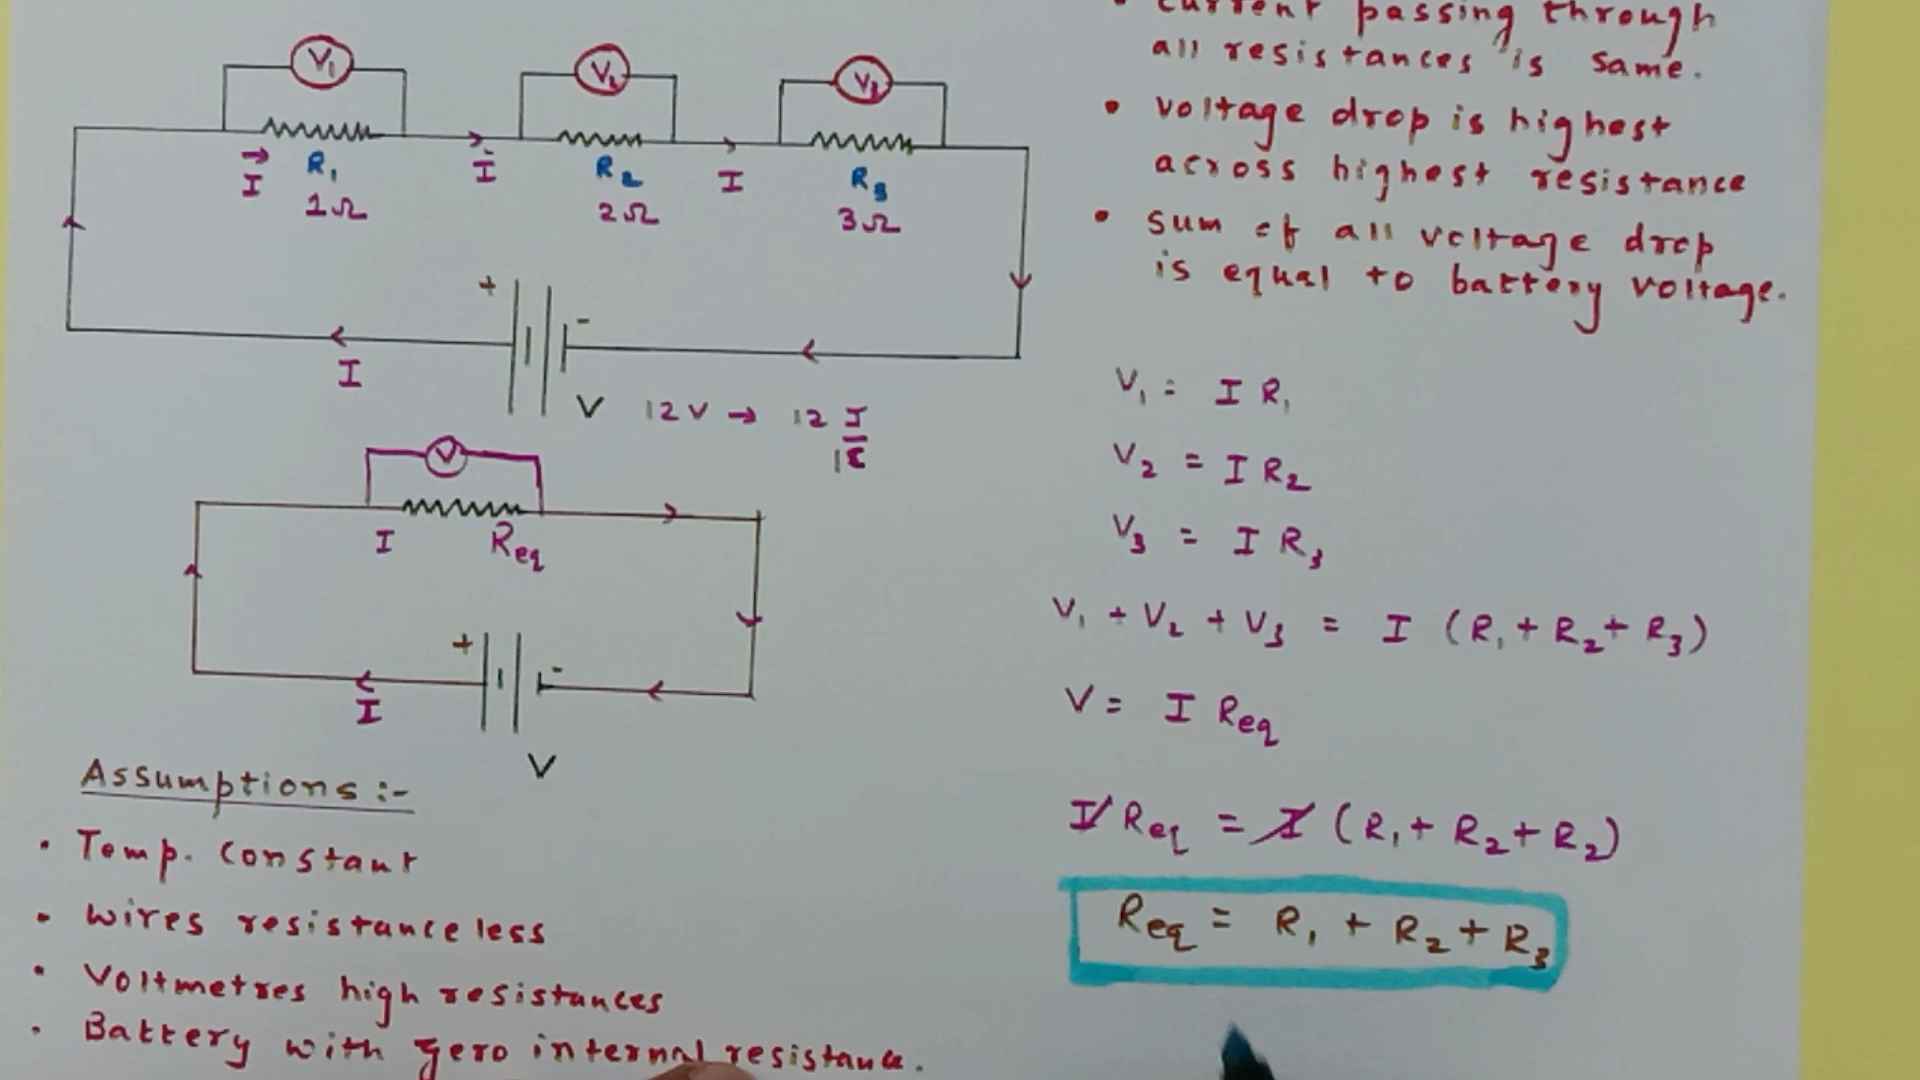 V₁
V₂
V₃
I R₁ I R₂ I R₃
1Ω 2Ω 3Ω
+ -
I
V 12V → 12 J
1C
V
I Req
+ -
I
V
Assumptions :-
• Temp. constant
• wires resistanceless
• Voltmetres high resistances
• Battery with zero internal resistance.
• current passing through
all resistances is same.
• voltage drop is highest
across highest resistance
• sum of all voltage drop
is equal to battery voltage.
V₁ = I R₁
V₂ = I R₂
V₃ = I R₃
V₁ + V₂ + V₃ = I (R₁ + R₂ + R₃)
V = I Req
I Req = I (R₁ + R₂ + R₂)
Req = R₁ + R₂ + R₃